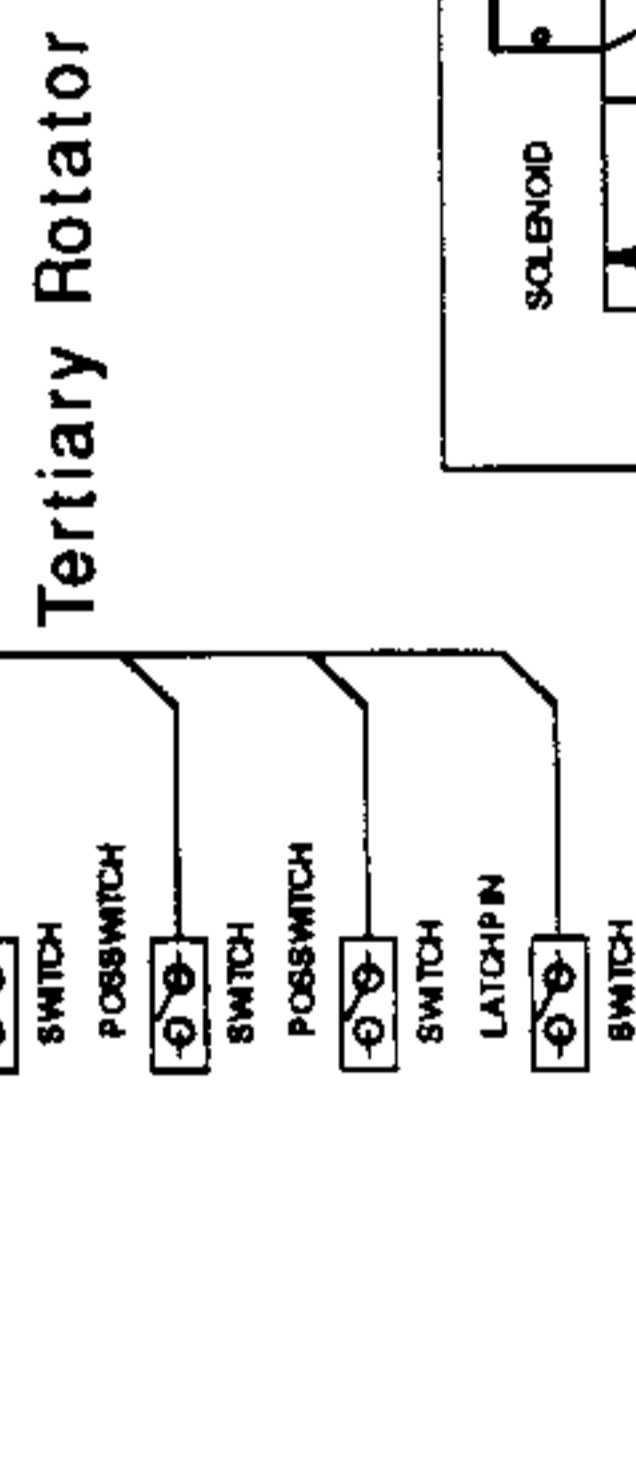 Tertiary Rotator
SOLENOID
SWITCH
POSSWITCH
SWITCH
POSSWITCH
SWITCH
LATCHPIN
SWITCH